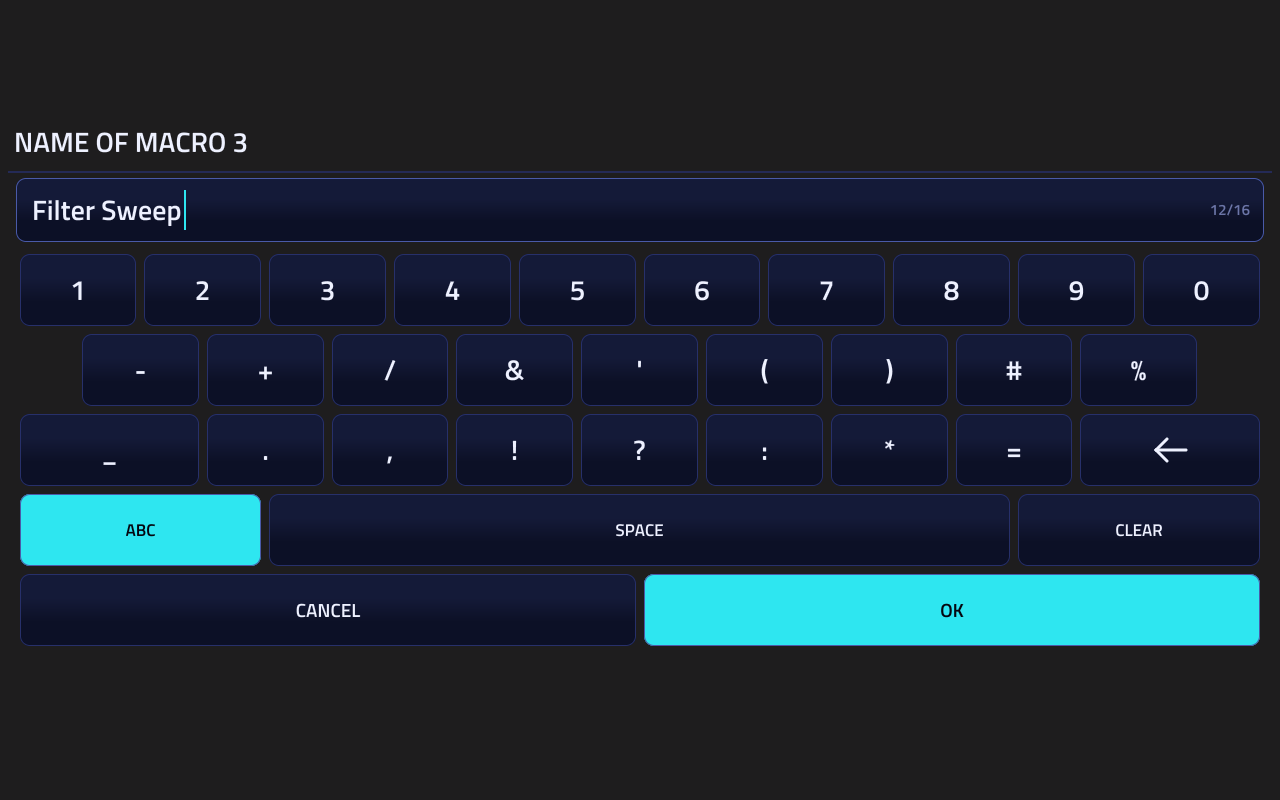 NAME OF MACRO 3
Filter Sweep 12/16
1 2 3 4 5 6 7 8 9 0
- + / & ' ( ) # %
_ . , ! ? : * = ←
ABC SPACE CLEAR
CANCEL OK